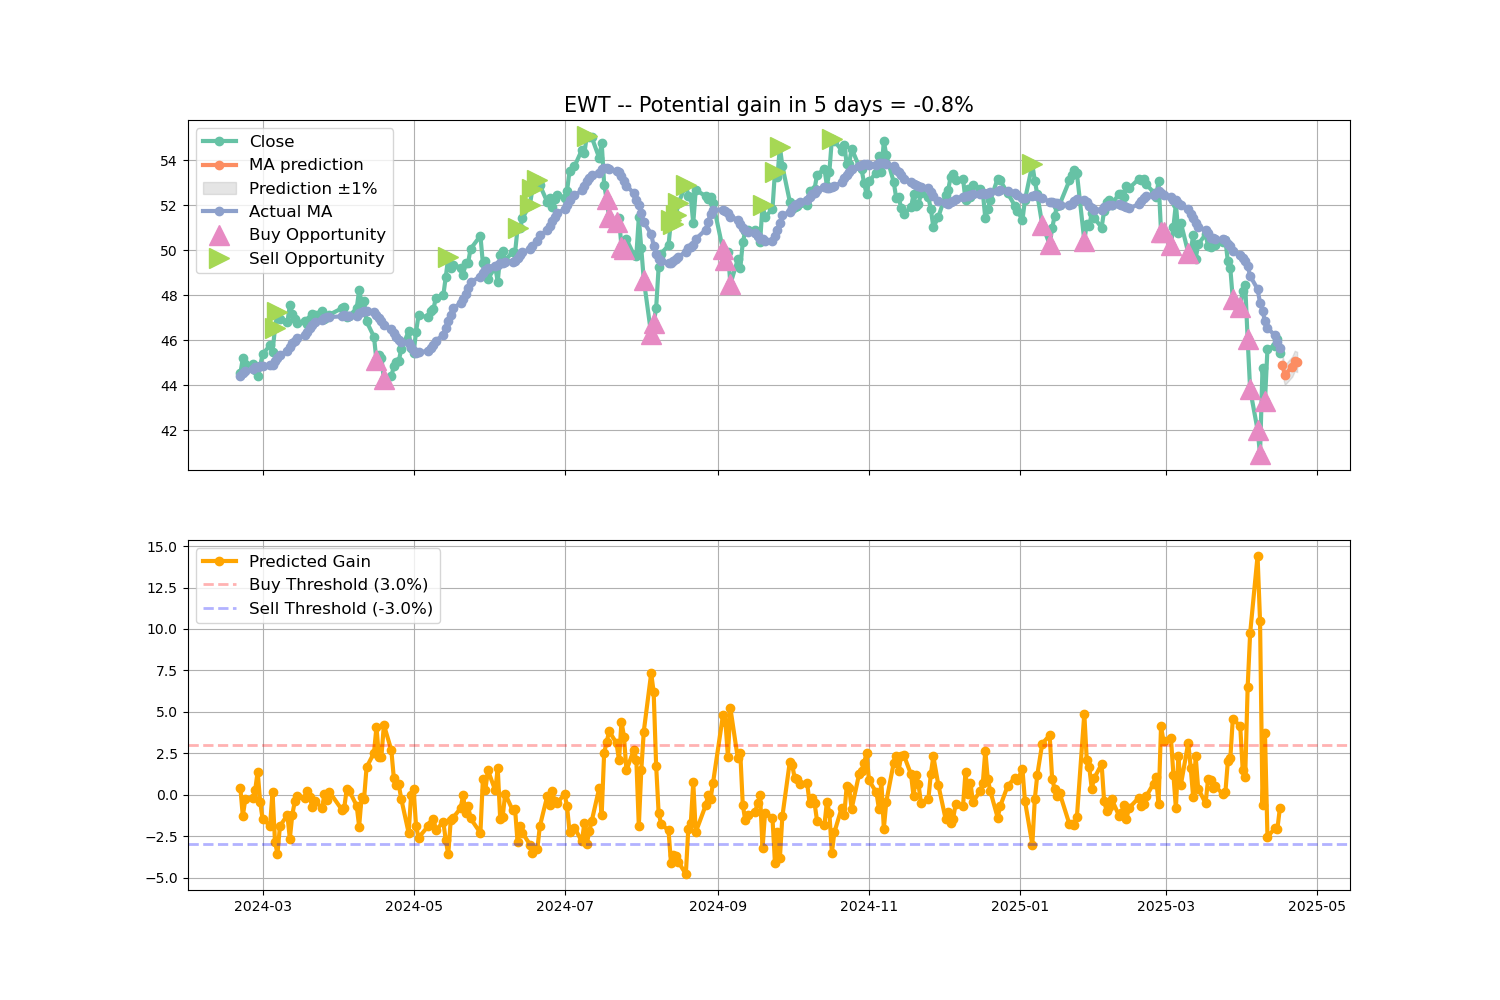 EWT -- Potential gain in 5 days = -0.8%
Close
MA prediction
Prediction ±1%
Actual MA
Buy Opportunity
Sell Opportunity
54
52
50
48
46
44
42
Predicted Gain
Buy Threshold (3.0%)
Sell Threshold (-3.0%)
15.0
12.5
10.0
7.5
5.0
2.5
0.0
−2.5
−5.0
2024-03
2024-05
2024-07
2024-09
2024-11
2025-01
2025-03
2025-05